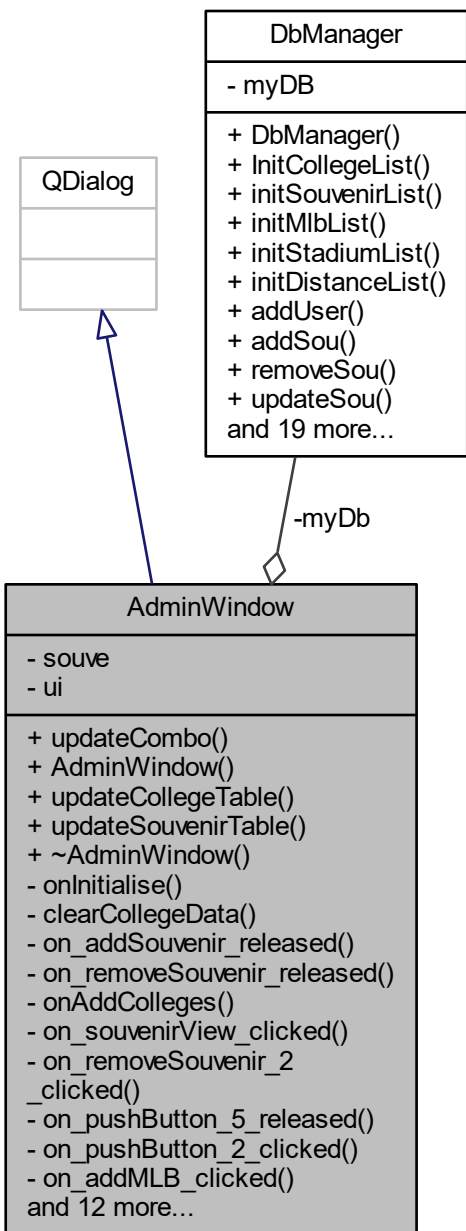 DbManager
- myDB
+ DbManager()
+ InitCollegeList()
+ initSouvenirList()
+ initMlbList()
+ initStadiumList()
+ initDistanceList()
+ addUser()
+ addSou()
+ removeSou()
+ updateSou()
and 19 more...
QDialog
-myDb
AdminWindow
- souve
- ui
+ updateCombo()
+ AdminWindow()
+ updateCollegeTable()
+ updateSouvenirTable()
+ ~AdminWindow()
- onInitialise()
- clearCollegeData()
- on_addSouvenir_released()
- on_removeSouvenir_released()
- onAddColleges()
- on_souvenirView_clicked()
- on_removeSouvenir_2
_clicked()
- on_pushButton_5_released()
- on_pushButton_2_clicked()
- on_addMLB_clicked()
and 12 more...